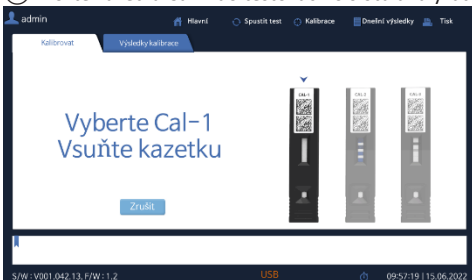 admin
Hlavní
Spustit test
Kalibrace
Dnešní výsledky
Tisk
Kalibrovat
Výsledky kalibrace
CAL-1
CAL-2
CAL-3
Vyberte Cal-1
Vsuňte kazetku
Zrušit
USB
S/W : V001.042.13, F/W : 1.2
09:57:19 | 15.06.2022